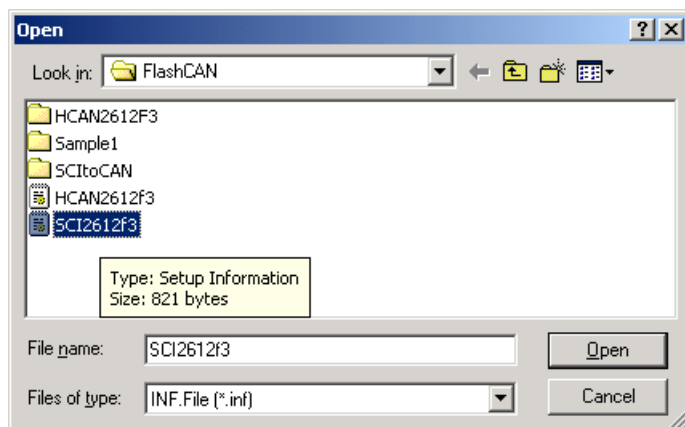 Open
Look in: FlashCAN
HCAN2612F3
Sample1
SCItoCAN
HCAN2612f3
SCI2612f3
Type: Setup Information
Size: 821 bytes
File name: SCI2612f3 Open
Files of type: INF.File (*.inf) Cancel